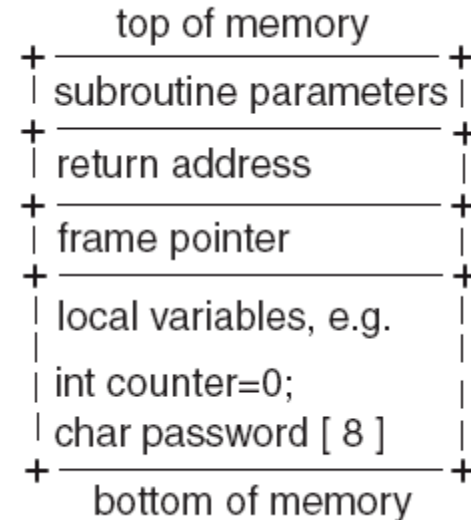 top of memory
subroutine parameters
return address
frame pointer
local variables, e.g.
int counter=0;
char password [ 8 ]
bottom of memory